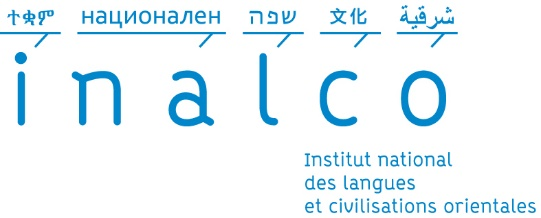 ተቋም национален שפה 文化 شرقية
inalco
Institut national
des langues
et civilisations orientales